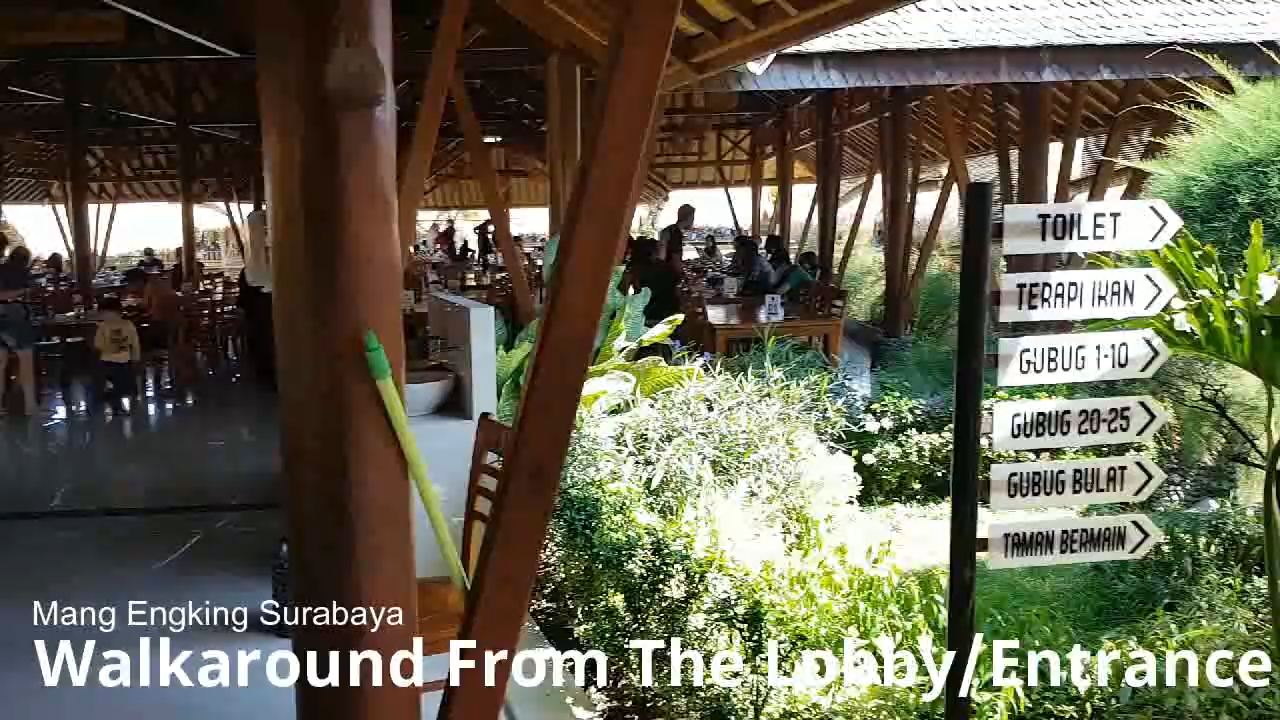 TOILET
TERAPI IKAN
GUBUG 1-10
GUBUG 20-25
GUBUG BULAT
TAMAN BERMAIN
Mang Engking Surabaya
Walkaround From The Lobby/Entrance